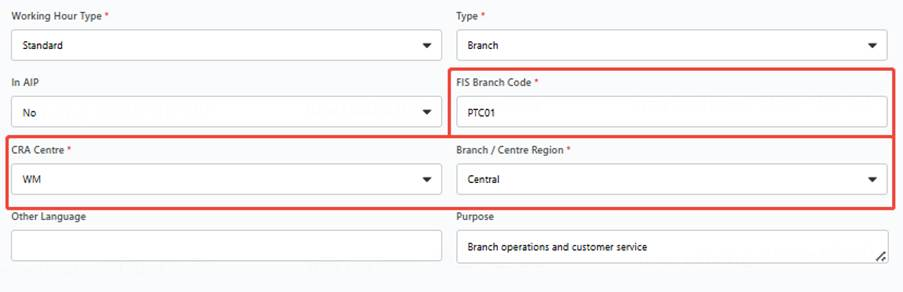 Working Hour Type *
Type *
Standard
Branch
In AIP
FIS Branch Code *
No
PTC01
CRA Centre *
Branch / Centre Region *
WM
Central
Other Language
Purpose
Branch operations and customer service